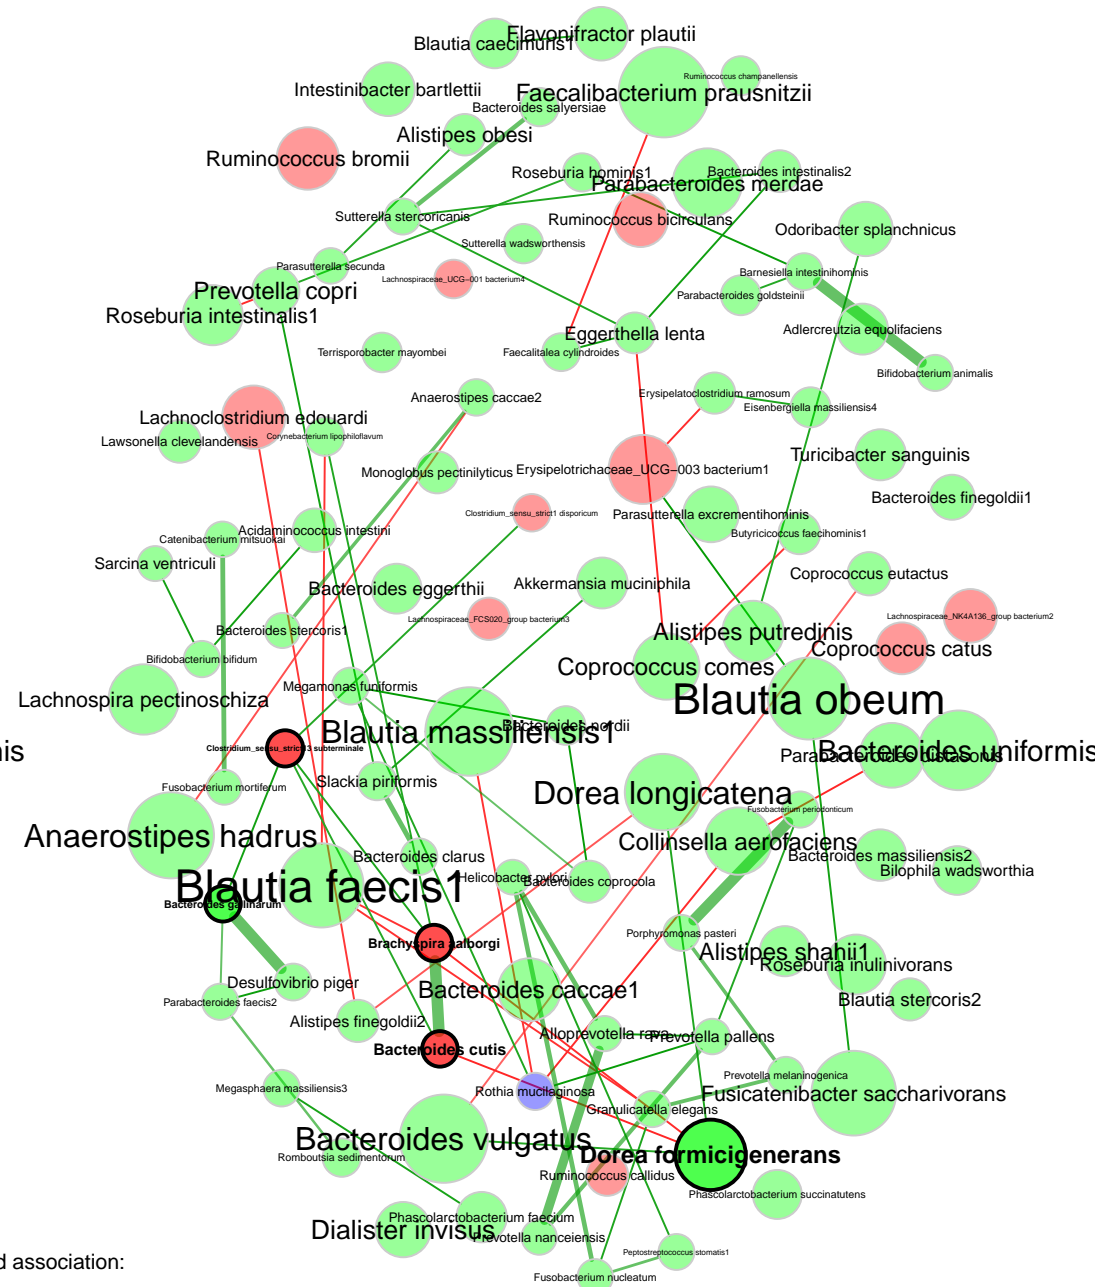 Flavonifractor plautii
Blautia caecimuris1
Ruminococcus champanellensis
Intestinibacter bartlettii
Faecalibacterium prausnitzii
Bacteroides salyersiae
Alistipes obesi
Ruminococcus bromii
Roseburia hominis1
Bacteroides intestinalis2
Parabacteroides merdae
Sutterella stercoricanis
Ruminococcus bicirculans
Odoribacter splanchnicus
Sutterella wadsworthensis
Parasutterella secunda
Barnesiella intestinihominis
Lachnospiraceae_UCG−001 bacterium4
Prevotella copri
Parabacteroides goldsteinii
Roseburia intestinalis1
Eggerthella lenta
Adlercreutzia equolifaciens
Terrisporobacter mayombei
Faecalitalea cylindroides
Bifidobacterium animalis
Anaerostipes caccae2
Erysipelatoclostridium ramosum
Eisenbergiella massiliensis4
Lachnoclostridium edouardi
Lawsonella clevelandensis
Corynebacterium lipophiloflavum
Turicibacter sanguinis
Monoglobus pectinilyticus
Erysipelotrichaceae_UCG−003 bacterium1
Bacteroides finegoldii1
Clostridium_sensu_strict1 disporicum
Parasutterella excrementihominis
Acidaminococcus intestini
Butyricicoccus faecihominis1
Catenibacterium mitsuokai
Sarcina ventriculi
Coprococcus eutactus
Bacteroides eggerthii
Akkermansia muciniphila
Lachnospiraceae_FCS020_group bacterium3
Lachnospiraceae_NK4A136_group bacterium2
Bacteroides stercoris1
Alistipes putredinis
Coprococcus catus
Bifidobacterium bifidum
Coprococcus comes
Megamonas funiformis
Lachnospira pectinoschiza
Blautia obeum
Bacteroides nordii
Blautia massiliensis1
Clostridium_sensu_strict13 subterminale
nis
Parabacteroides distasonis
Bacteroides uniformis
Slackia piriformis
Fusobacterium mortiferum
Dorea longicatena
Fusobacterium periodonticum
Anaerostipes hadrus
Collinsella aerofaciens
Bacteroides clarus
Bacteroides massiliensis2
Bilophila wadsworthia
Helicobacter pylori
Bacteroides coprocola
Blautia faecis1
Bacteroides gallinarum
Porphyromonas pasteri
Brachyspira aalborgi
Alistipes shahii1
Roseburia inulinivorans
Desulfovibrio piger
Bacteroides caccae1
Parabacteroides faecis2
Blautia stercoris2
Alistipes finegoldii2
Alloprevotella rava
Prevotella pallens
Bacteroides cutis
Prevotella melaninogenica
Megasphaera massiliensis3
Rothia mucilaginosa
Fusicatenibacter saccharivorans
Granulicatella elegans
Bacteroides vulgatus
Romboutsia sedimentorum
Dorea formicigenerans
Ruminococcus callidus
Phascolarctobacterium succinatutens
Phascolarctobacterium faecium
Dialister invisus
Prevotella nanceiensis
Peptostreptococcus stomatis1
d association:
Fusobacterium nucleatum